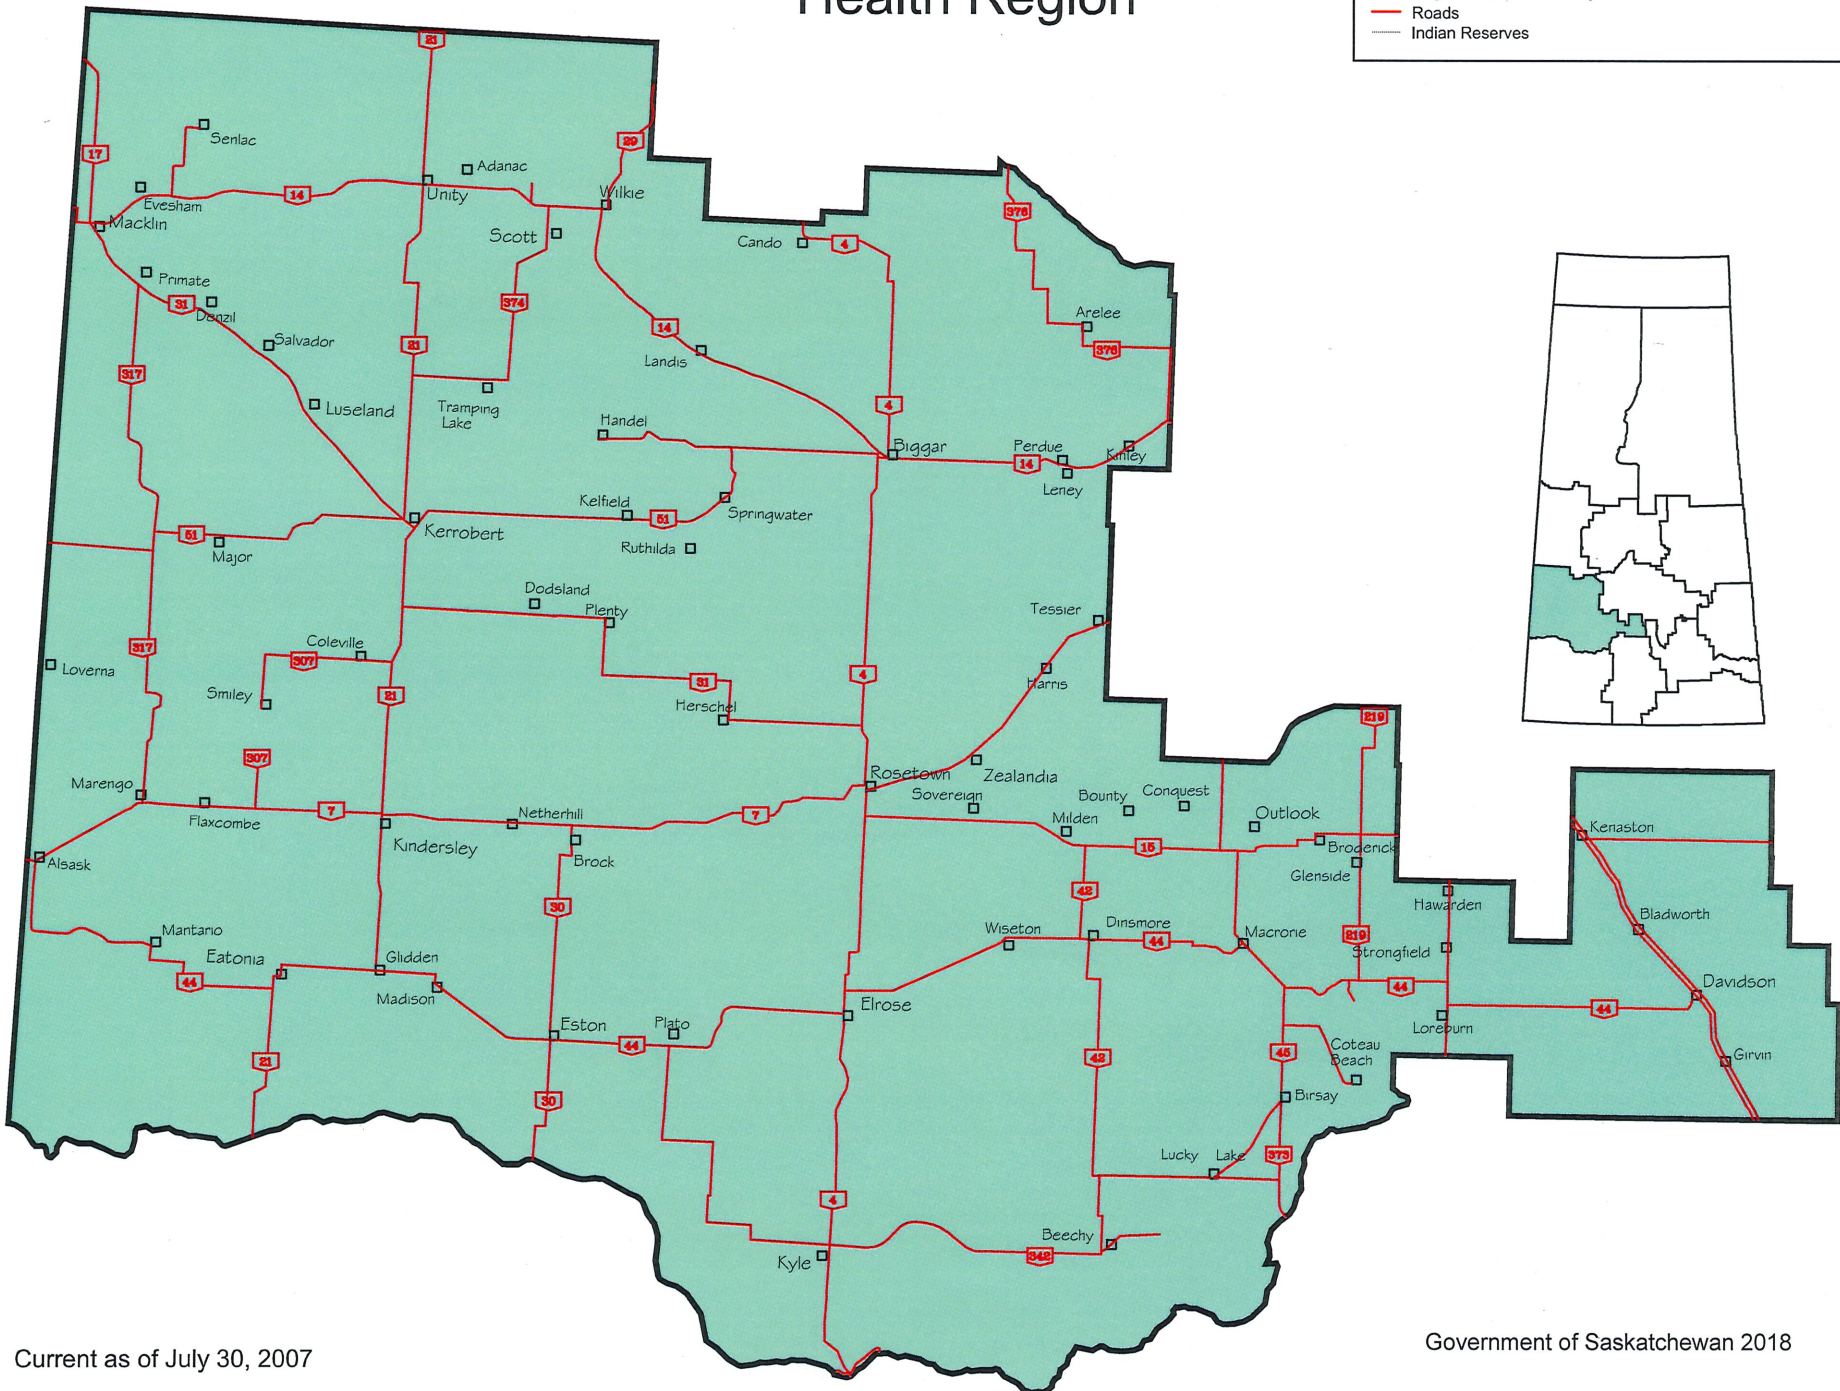 Health Region
Roads
Indian Reserves
21
Senlac
17
29
Adanac
Evesham
14
Unity
Wilkie
Macklin
Scott
Cando
4
376
Primate
31
Denzil
374
Salvador
21
14
Landis
Arelee
376
317
Luseland
Tramping
Lake
Handel
4
Biggar
Perdue
14
Kinley
Leney
Kelfield
51
Springwater
51
Major
Kerrobert
Ruthilda
Dodsland
Plenty
Tessier
317
Coleville
307
Loverna
Smiley
21
31
Herschel
4
Harris
219
307
Marengo
Flaxcombe
7
Kindersley
Netherhill
Brock
7
Rosetown
Zealandia
Sovereign
Bounty
Conquest
Milden
15
Outlook
Broderick
Glenside
Kenaston
Alsask
30
42
Hawarden
Bladworth
Mantario
Eatonia
44
Glidden
Madison
Wiseton
Dinsmore
44
Macrorie
219
Strongfield
44
Davidson
Elrose
Eston
44
Plato
Loreburn
44
21
42
45
Coteau
Beach
Girvin
30
Birsay
Lucky Lake
373
4
Beechy
342
Kyle
Current as of July 30, 2007
Government of Saskatchewan 2018